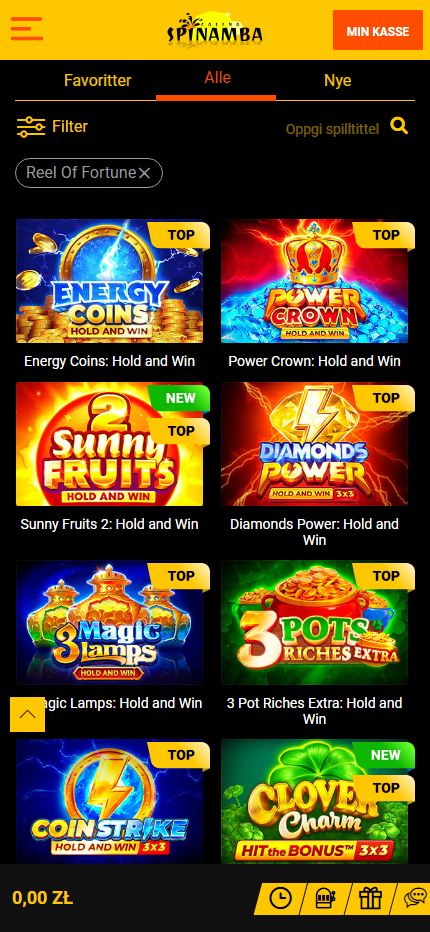 CASINO
SPINAMBA
MIN KASSE
Favoritter
Alle
Nye
Filter
Oppgi spilltittel
Reel Of Fortune
TOP
ENERGY
COINS
HOLD AND WIN
Energy Coins: Hold and Win
TOP
POWER
CROWN
HOLD AND WIN
Power Crown: Hold and Win
NEW
TOP
2
Sunny
FRUITS
HOLD AND WIN
Sunny Fruits 2: Hold and Win
TOP
DIAMONDS
POWER
HOLD AND WIN 3X3
Diamonds Power: Hold and
Win
TOP
3 Magic
Lamps
HOLD AND WIN
agic Lamps: Hold and Win
TOP
3 POTS
RICHES EXTRA
3 Pot Riches Extra: Hold and
Win
TOP
COIN STRIKE
HOLD AND WIN 3X3
NEW
TOP
CLOVER
Charm
HIT the BONUS™ 3X3
0,00 ZŁ